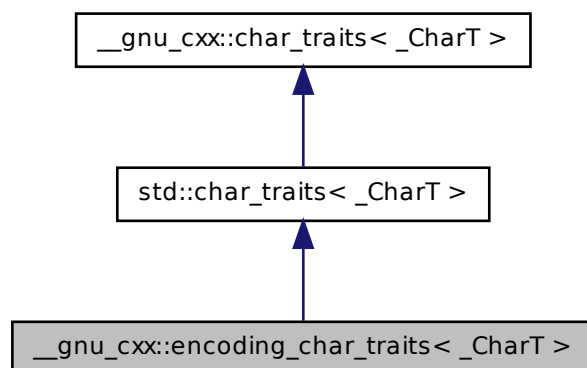 __gnu_cxx::char_traits< _CharT >
std::char_traits< _CharT >
__gnu_cxx::encoding_char_traits< _CharT >